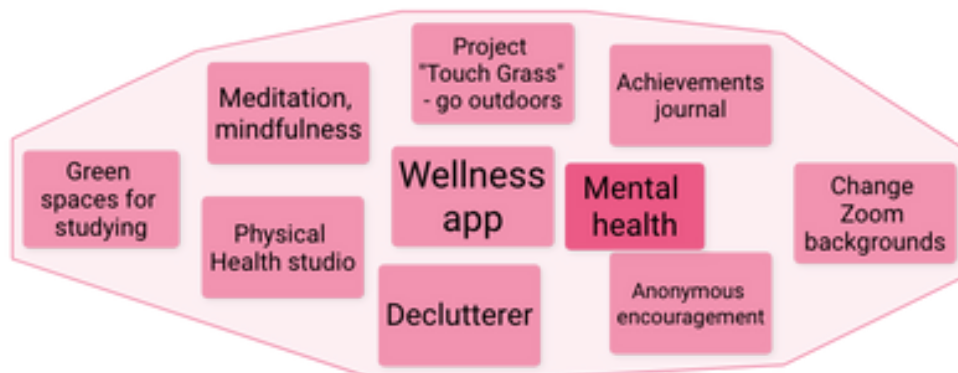 Project
"Touch Grass"
- go outdoors
Achievements
journal
Meditation,
mindfulness
Green
spaces for
studying
Wellness
app
Mental
health
Change
Zoom
backgrounds
Physical
Health studio
Declutterer
Anonymous
encouragement